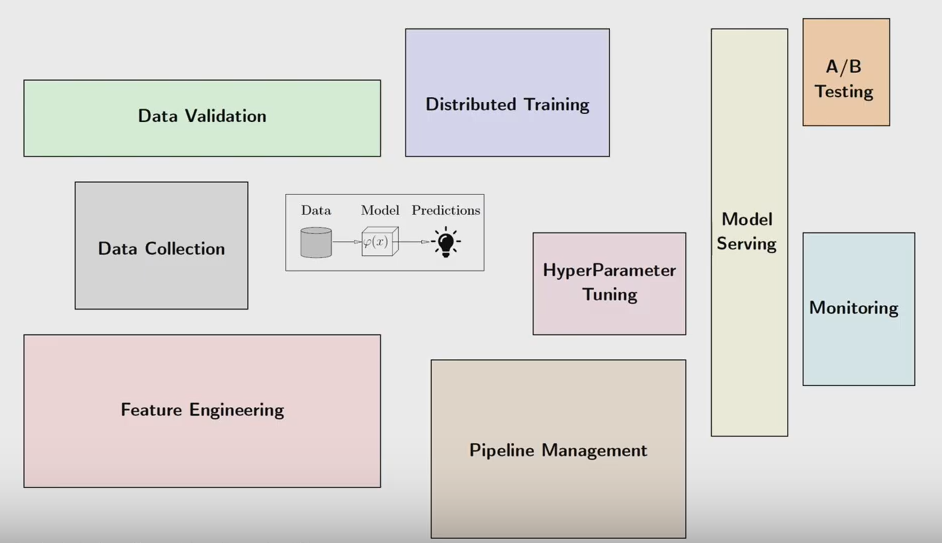 Data Validation
Distributed Training
A/B
Testing
Data Collection
Data Model Predictions
φ(x)
Model
Serving
HyperParameter
Tuning
Monitoring
Feature Engineering
Pipeline Management